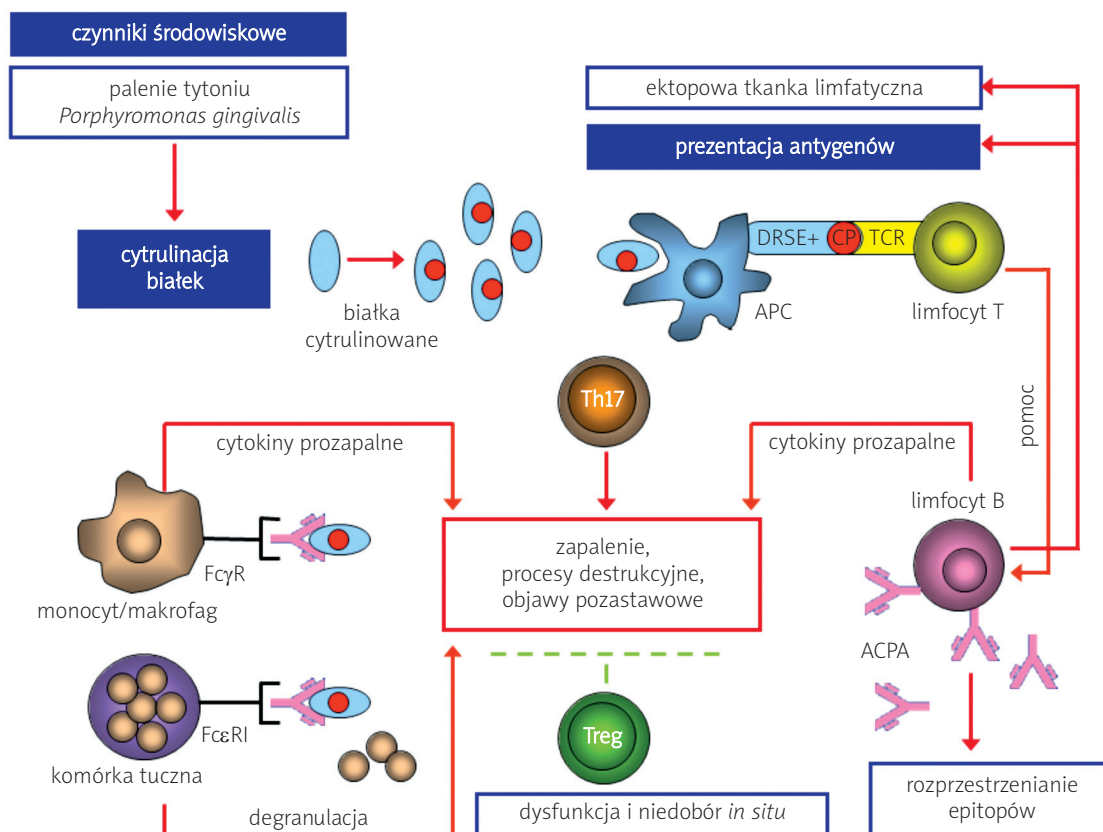 czynniki środowiskowe
palenie tytoniu
Porphyromonas gingivalis
ektopowa tkanka limfatyczna
prezentacja antygenów
cytrulinacja
białek
białka
cytrulinowane
DRSE+
CP
TCR
APC
limfocyt T
Th17
pomoc
cytokiny prozapalne
cytokiny prozapalne
limfocyt B
FcγR
monocyt/makrofag
zapalenie,
procesy destrukcyjne,
objawy pozastawowe
ACPA
FcεRI
komórka tuczna
Treg
degranulacja
dysfunkcja i niedobór in situ
rozprzestrzenianie
epitopów